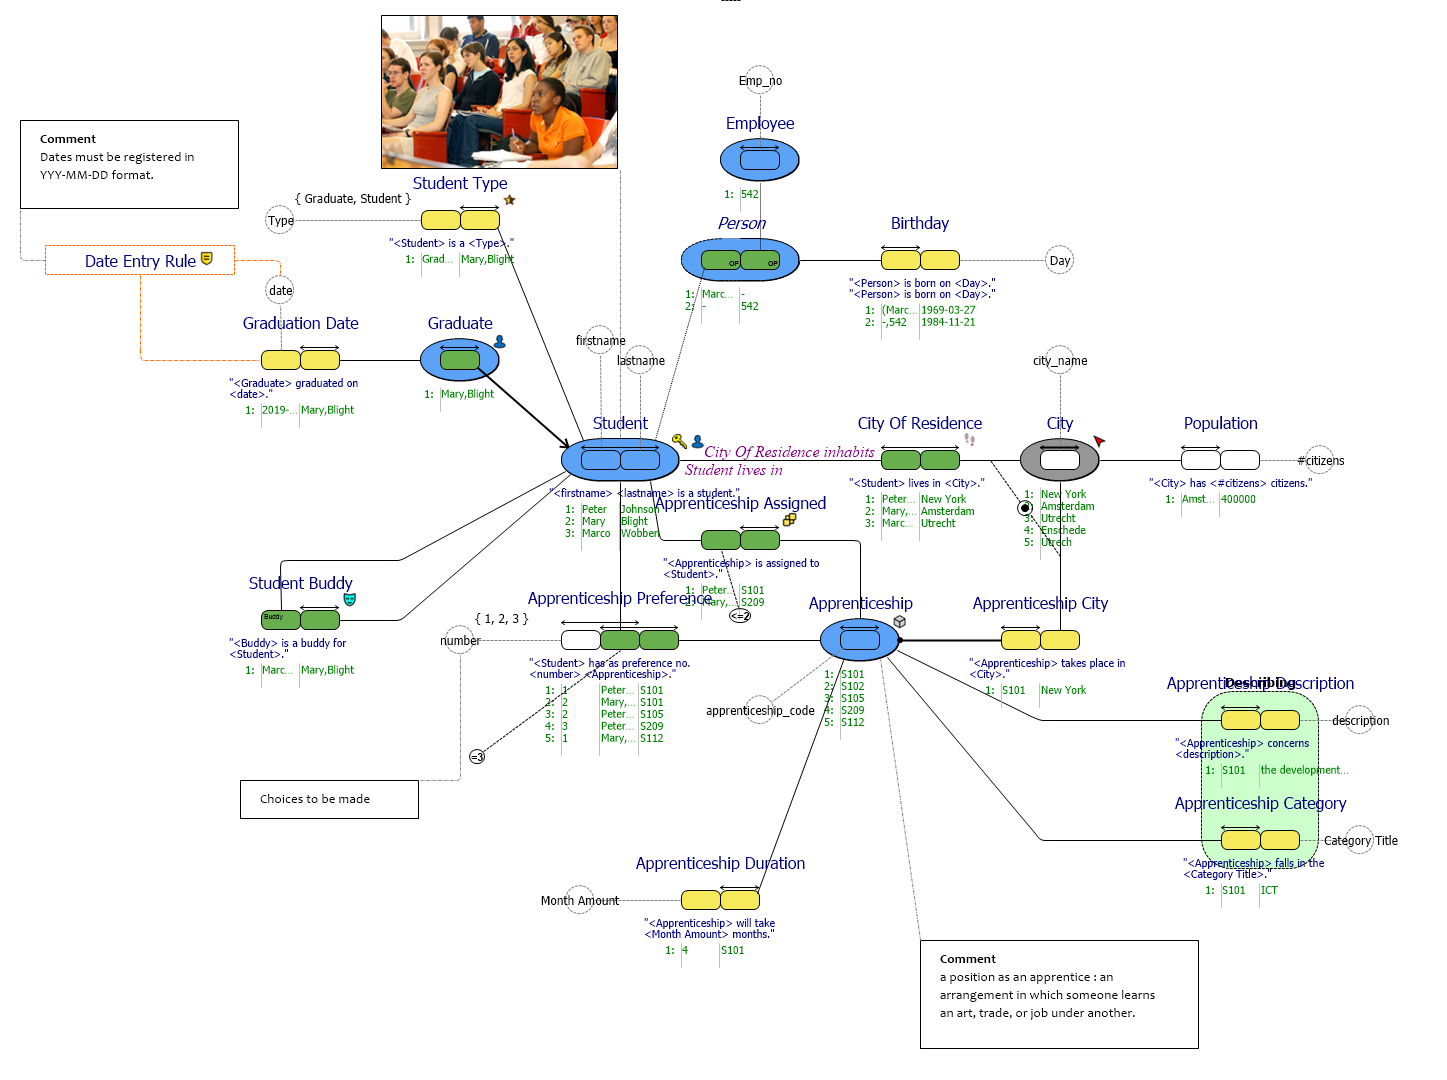 Emp_no
Employee
1: 542
Comment
Dates must be registered in
YYY-MM-DD format.
Student Type
{ Graduate, Student }
Type
"<Student> is a <Type>."
1: Grad... Mary,Blight
Person
OP OP
1: Marc... -
2: - 542
Birthday
Day
"<Person> is born on <Day>."
"<Person> is born on <Day>."
1: (Marc... 1969-03-27
2: -,542 1984-11-21
Date Entry Rule
date
Graduation Date
"<Graduate> graduated on
<date>."
1: 2019-... Mary,Blight
Graduate
1: Mary,Blight
firstname
lastname
city_name
Student
"<firstname> <lastname> is a student."
1: Peter Johnson
2: Mary Blight
3: Marco Wobben
City Of Residence inhabits
Student lives in
City Of Residence
"<Student> lives in <City>."
1: Peter... New York
2: Mary,... Amsterdam
3: Marc... Utrecht
City
1: New York
2: Amsterdam
3: Utrecht
4: Enschede
5: Utrech
Population
#citizens
"<City> has <#citizens> citizens."
1: Amst... 400000
Apprenticeship Assigned
"<Apprenticeship> is assigned to
<Student>."
1: Peter... S101
2: Mary,... S209
<=2
Student Buddy
Buddy
"<Buddy> is a buddy for
<Student>."
1: Marc... Mary,Blight
Apprenticeship Preference
{ 1, 2, 3 }
number
"<Student> has as preference no.
<number> <Apprenticeship>."
1: 1 Peter... S101
2: 2 Mary,... S101
3: 2 Peter... S105
4: 3 Peter... S209
5: 1 Mary,... S112
=3
Apprenticeship
1: S101
2: S102
3: S105
4: S209
5: S112
apprenticeship_code
Apprenticeship City
"<Apprenticeship> takes place in
<City>."
1: S101 New York
Describing
Apprenticeship Description
description
"<Apprenticeship> concerns
<description>."
1: S101 the development...
Apprenticeship Category
Category Title
"<Apprenticeship> falls in the
<Category Title>."
1: S101 ICT
Choices to be made
Apprenticeship Duration
Month Amount
"<Apprenticeship> will take
<Month Amount> months."
1: 4 S101
Comment
a position as an apprentice : an
arrangement in which someone learns
an art, trade, or job under another.